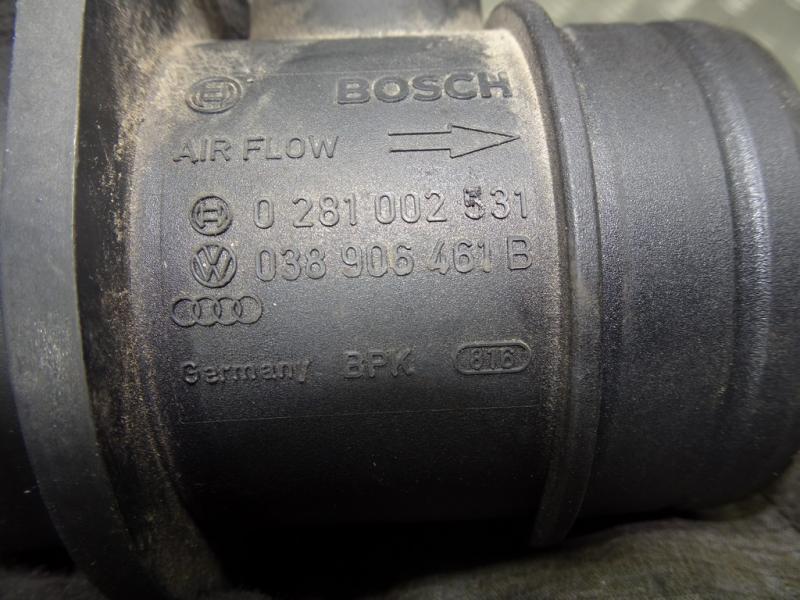 BOSCH
AIR FLOW
0 281 002 531
038 906 461 B
Germany BPK 816